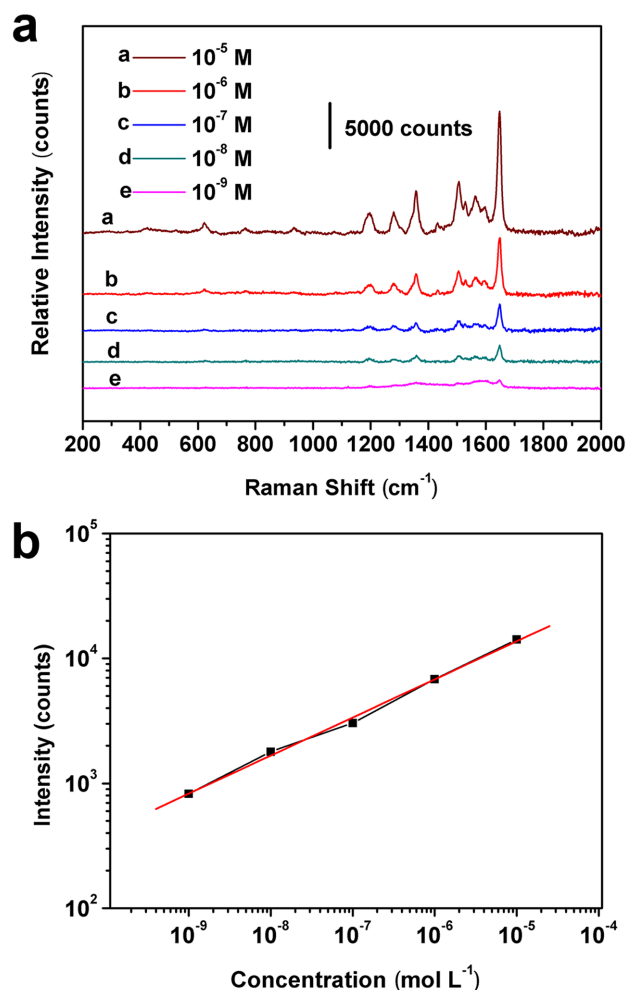 a
a 10⁻⁵ M
b 10⁻⁶ M
c 10⁻⁷ M
d 10⁻⁸ M
e 10⁻⁹ M
5000 counts
a
b
c
d
e
Relative Intensity (counts)
200 400 600 800 1000 1200 1400 1600 1800 2000
Raman Shift (cm⁻¹)
b
10⁵
10⁴
10³
10²
Intensity (counts)
10⁻⁹ 10⁻⁸ 10⁻⁷ 10⁻⁶ 10⁻⁵ 10⁻⁴
Concentration (mol L⁻¹)